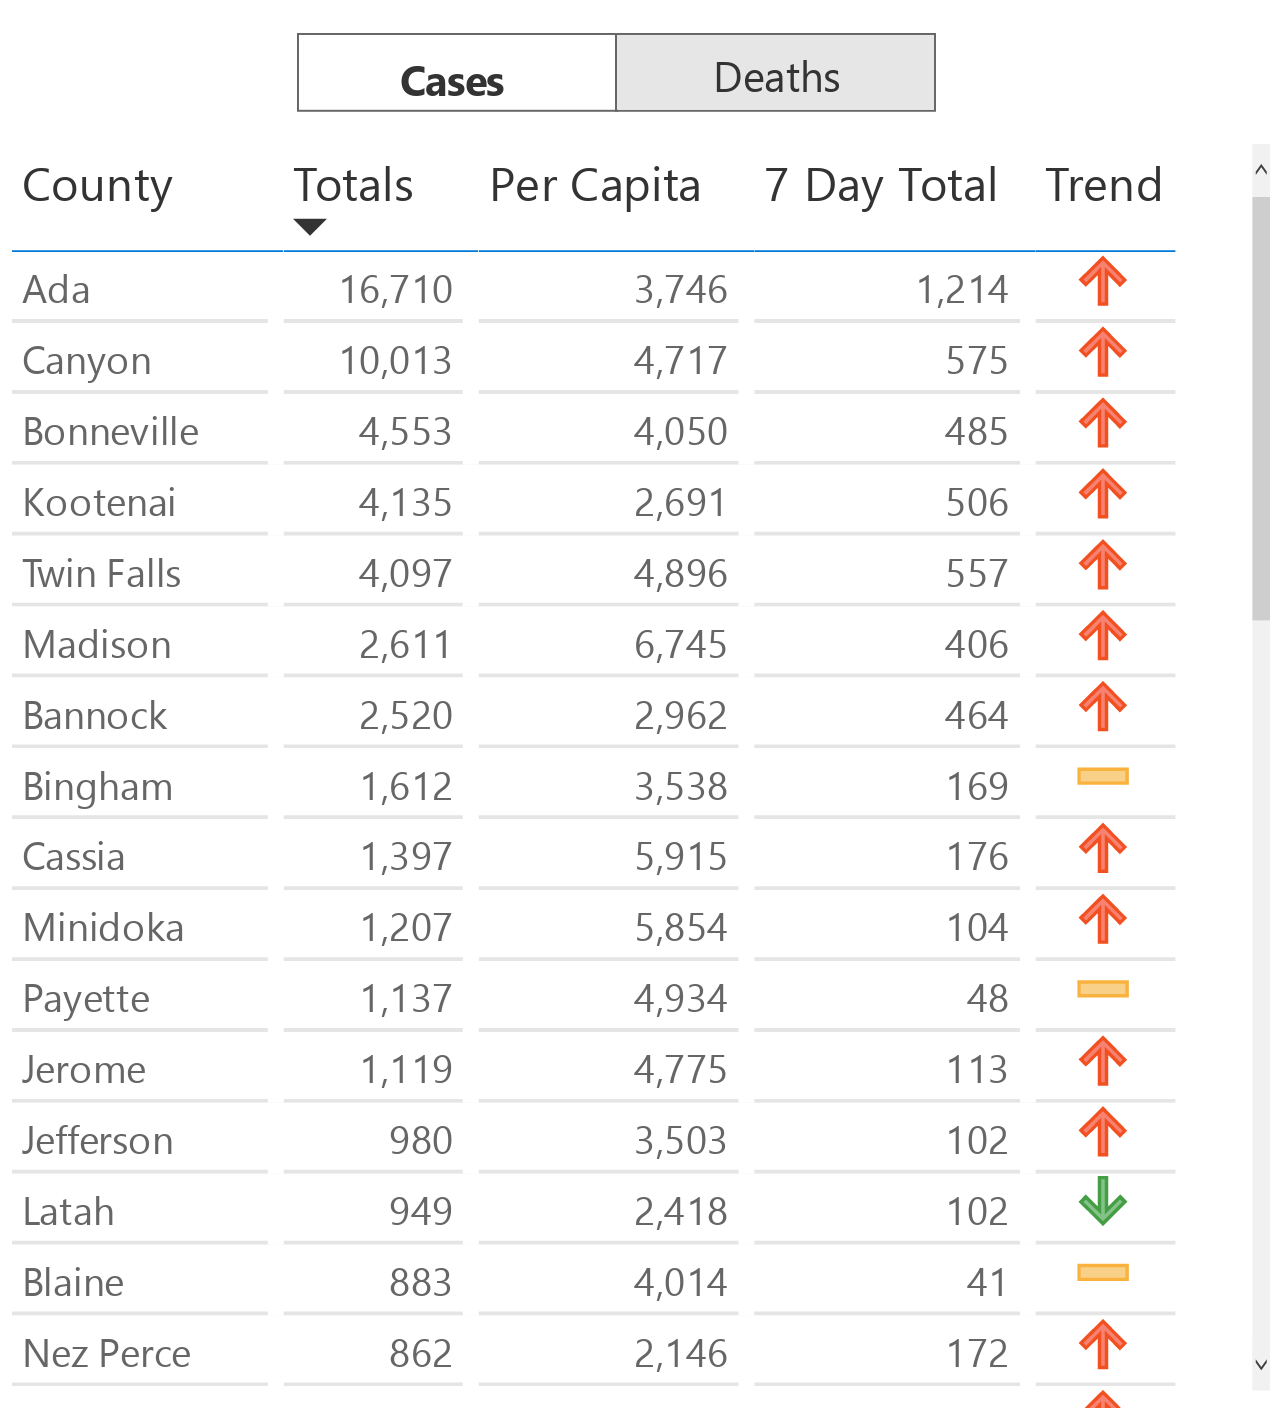 Cases Deaths
County Totals Per Capita 7 Day Total Trend
Ada 16,710 3,746 1,214
Canyon 10,013 4,717 575
Bonneville 4,553 4,050 485
Kootenai 4,135 2,691 506
Twin Falls 4,097 4,896 557
Madison 2,611 6,745 406
Bannock 2,520 2,962 464
Bingham 1,612 3,538 169
Cassia 1,397 5,915 176
Minidoka 1,207 5,854 104
Payette 1,137 4,934 48
Jerome 1,119 4,775 113
Jefferson 980 3,503 102
Latah 949 2,418 102
Blaine 883 4,014 41
Nez Perce 862 2,146 172